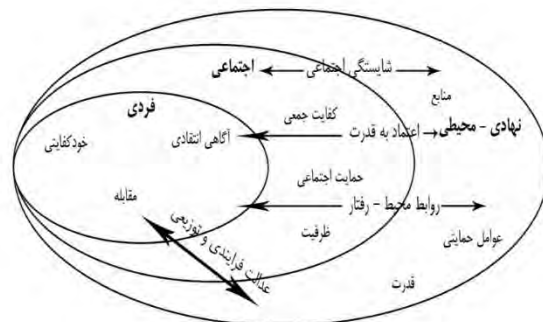 اجتماعی
شایستگی اجتماعی
منابع
فردی
کفایت جمعی
نهادی - محیطی
اعتماد به قدرت
آگاهی انتقادی
خودکفایتی
حمایت اجتماعی
مقابله
روابط محیط - رفتار
ظرفیت
عوامل حمایتی
عدالت فرایندی و توزیعی
قدرت